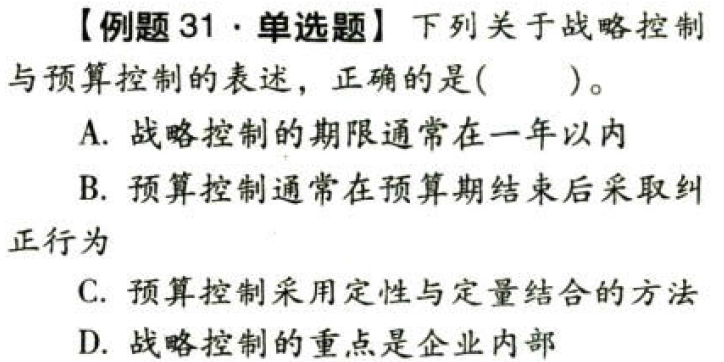 【例题 31·单选题】下列关于战略控制
与预算控制的表述，正确的是(　　)。
A. 战略控制的期限通常在一年以内
B. 预算控制通常在预算期结束后采取纠
正行为
C. 预算控制采用定性与定量结合的方法
D. 战略控制的重点是企业内部